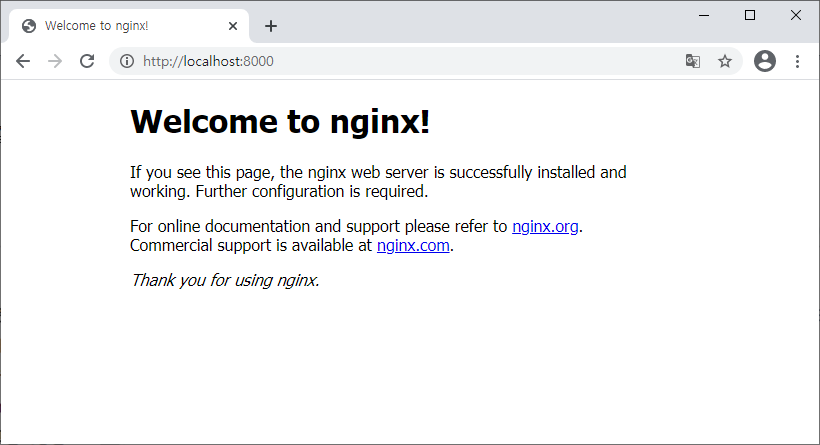 Welcome to nginx!
http://localhost:8000
Welcome to nginx!
If you see this page, the nginx web server is successfully installed and
working. Further configuration is required.
For online documentation and support please refer to nginx.org.
Commercial support is available at nginx.com.
Thank you for using nginx.